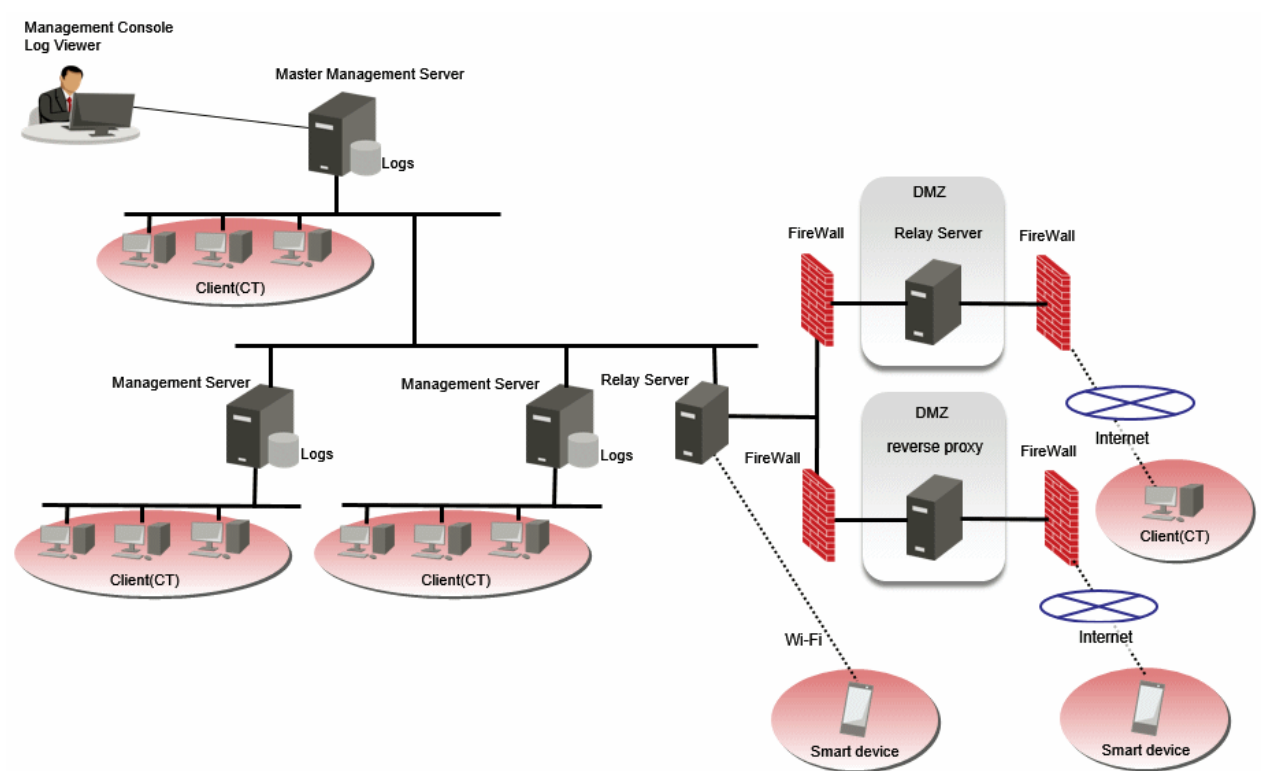 Management Console
Log Viewer
Master Management Server
Logs
Client(CT)
DMZ
Relay Server
FireWall
FireWall
Management Server
Logs
Management Server
Logs
Relay Server
DMZ
reverse proxy
FireWall
FireWall
Internet
Client(CT)
Client(CT)
Client(CT)
Internet
Wi-Fi
Smart device
Smart device